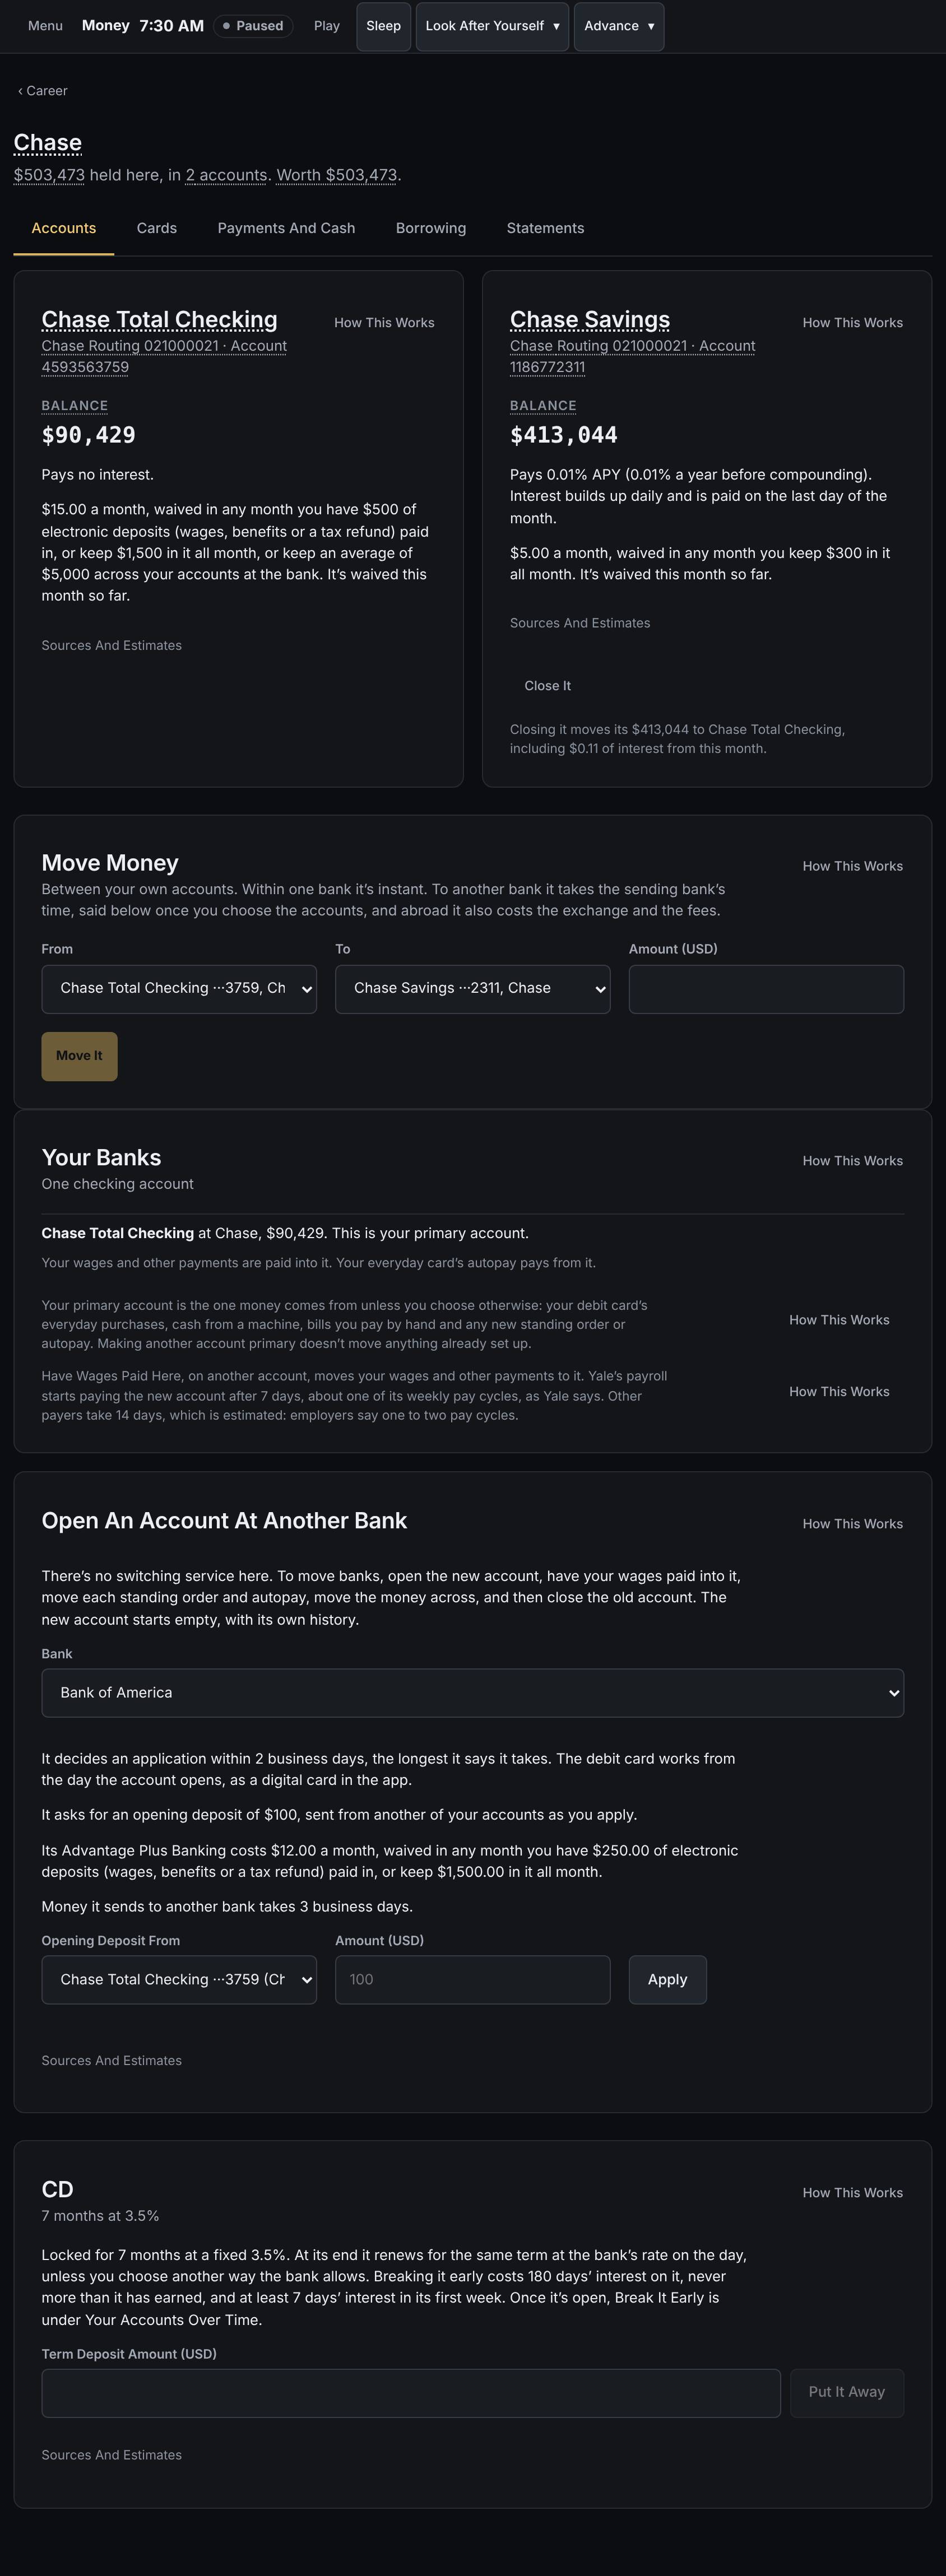 Menu Money 7:30 AM Paused Play Sleep Look After Yourself ▾ Advance ▾
‹ Career
Chase
$503,473 held here, in 2 accounts. Worth $503,473.
Accounts Cards Payments And Cash Borrowing Statements
Chase Total Checking How This Works
Chase Routing 021000021 · Account
4593563759
BALANCE
$90,429
Pays no interest.
$15.00 a month, waived in any month you have $500 of
electronic deposits (wages, benefits or a tax refund) paid
in, or keep $1,500 in it all month, or keep an average of
$5,000 across your accounts at the bank. It’s waived this
month so far.
Sources And Estimates
Chase Savings How This Works
Chase Routing 021000021 · Account
1186772311
BALANCE
$413,044
Pays 0.01% APY (0.01% a year before compounding).
Interest builds up daily and is paid on the last day of the
month.
$5.00 a month, waived in any month you keep $300 in it
all month. It’s waived this month so far.
Sources And Estimates
Close It
Closing it moves its $413,044 to Chase Total Checking,
including $0.11 of interest from this month.
Move Money How This Works
Between your own accounts. Within one bank it’s instant. To another bank it takes the sending bank’s
time, said below once you choose the accounts, and abroad it also costs the exchange and the fees.
From To Amount (USD)
Chase Total Checking ···3759, Ch Chase Savings ···2311, Chase
Move It
Your Banks How This Works
One checking account
Chase Total Checking at Chase, $90,429. This is your primary account.
Your wages and other payments are paid into it. Your everyday card’s autopay pays from it.
Your primary account is the one money comes from unless you choose otherwise: your debit card’s
everyday purchases, cash from a machine, bills you pay by hand and any new standing order or
autopay. Making another account primary doesn’t move anything already set up.
How This Works
Have Wages Paid Here, on another account, moves your wages and other payments to it. Yale’s payroll
starts paying the new account after 7 days, about one of its weekly pay cycles, as Yale says. Other
payers take 14 days, which is estimated: employers say one to two pay cycles.
How This Works
Open An Account At Another Bank How This Works
There’s no switching service here. To move banks, open the new account, have your wages paid into it,
move each standing order and autopay, move the money across, and then close the old account. The
new account starts empty, with its own history.
Bank
Bank of America
It decides an application within 2 business days, the longest it says it takes. The debit card works from
the day the account opens, as a digital card in the app.
It asks for an opening deposit of $100, sent from another of your accounts as you apply.
Its Advantage Plus Banking costs $12.00 a month, waived in any month you have $250.00 of electronic
deposits (wages, benefits or a tax refund) paid in, or keep $1,500.00 in it all month.
Money it sends to another bank takes 3 business days.
Opening Deposit From Amount (USD)
Chase Total Checking ···3759 (Ch 100 Apply
Sources And Estimates
CD How This Works
7 months at 3.5%
Locked for 7 months at a fixed 3.5%. At its end it renews for the same term at the bank’s rate on the day,
unless you choose another way the bank allows. Breaking it early costs 180 days’ interest on it, never
more than it has earned, and at least 7 days’ interest in its first week. Once it’s open, Break It Early is
under Your Accounts Over Time.
Term Deposit Amount (USD)
Put It Away
Sources And Estimates